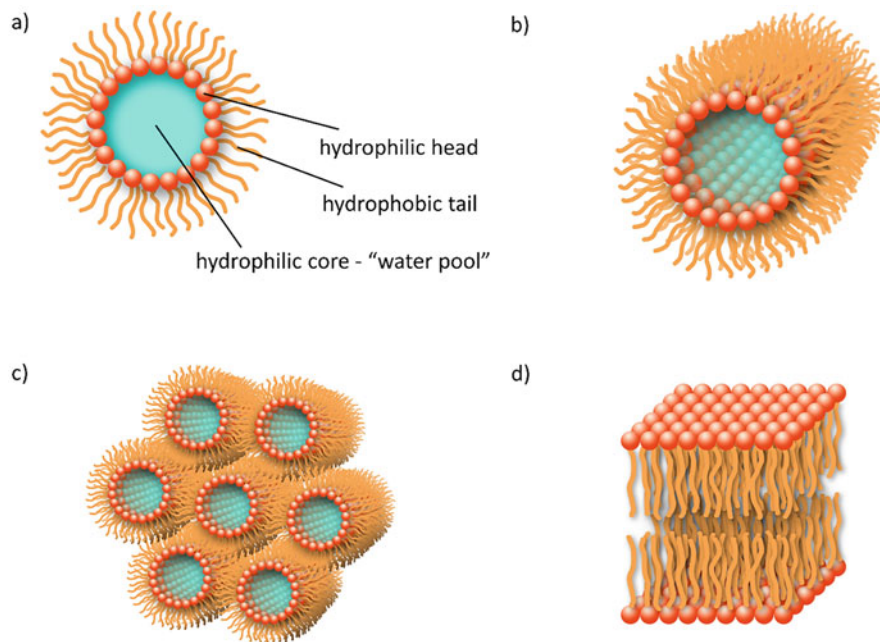 a)
b)
hydrophilic head
hydrophobic tail
hydrophilic core - “water pool”
c)
d)